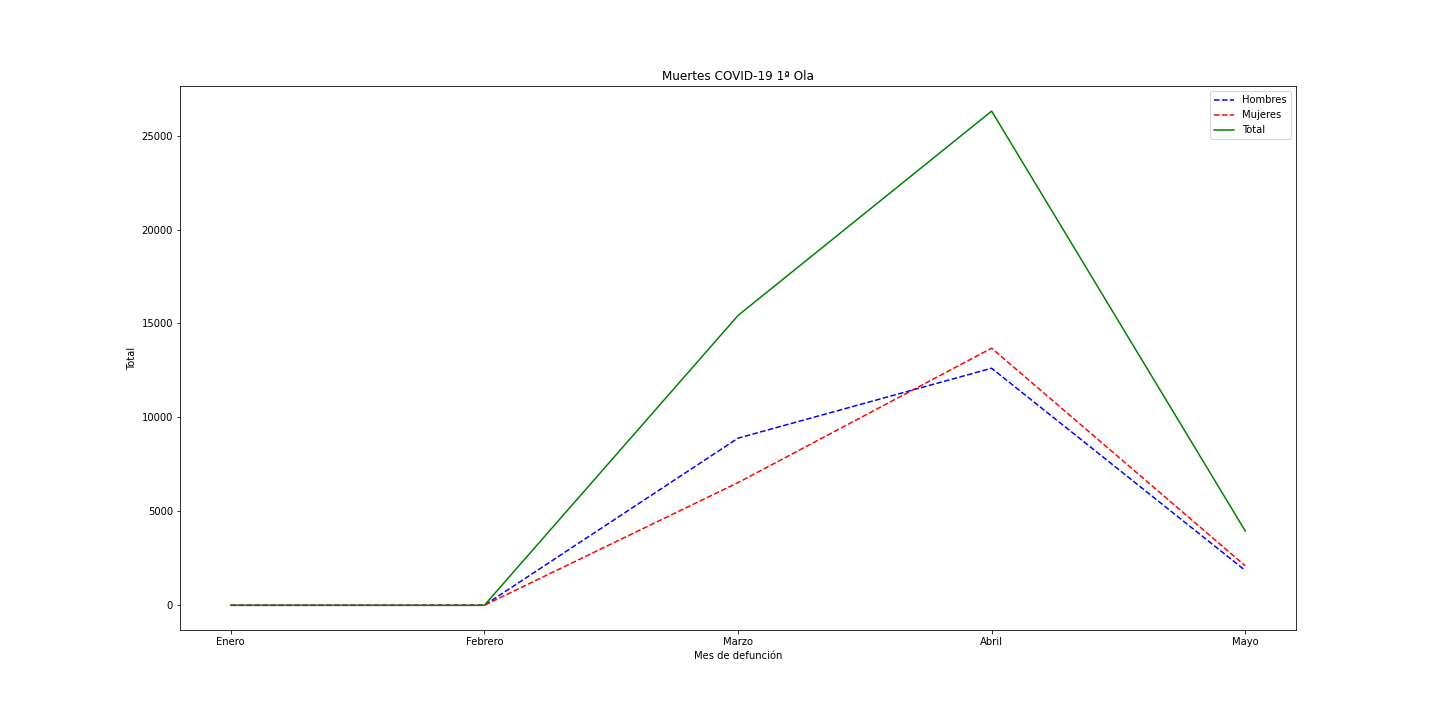 Muertes COVID-19 1ª Ola
Hombres
Mujeres
Total
25000
20000
15000
10000
5000
0
Total
Enero Febrero Marzo Abril Mayo
Mes de defunción